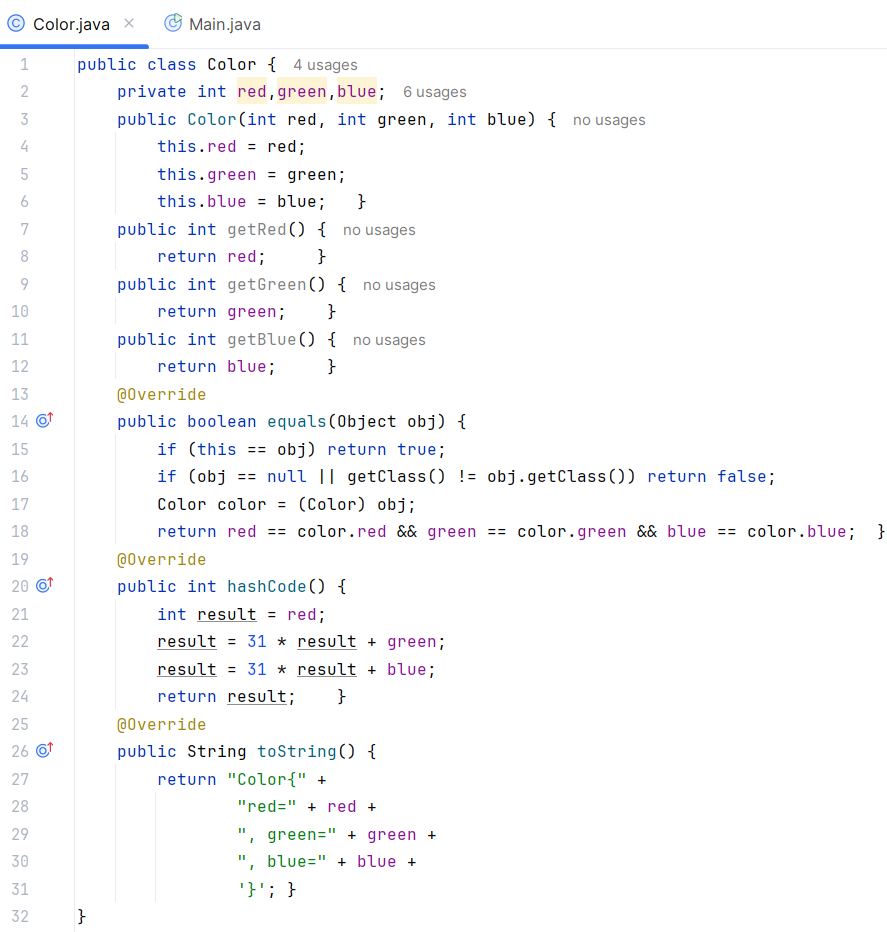 Color.java Main.java
1 public class Color { 4 usages
2 private int red,green,blue; 6 usages
3 public Color(int red, int green, int blue) { no usages
4 this.red = red;
5 this.green = green;
6 this.blue = blue; }
7 public int getRed() { no usages
8 return red; }
9 public int getGreen() { no usages
10 return green; }
11 public int getBlue() { no usages
12 return blue; }
13 @Override
14 public boolean equals(Object obj) {
15 if (this == obj) return true;
16 if (obj == null || getClass() != obj.getClass()) return false;
17 Color color = (Color) obj;
18 return red == color.red && green == color.green && blue == color.blue; }
19 @Override
20 public int hashCode() {
21 int result = red;
22 result = 31 * result + green;
23 result = 31 * result + blue;
24 return result; }
25 @Override
26 public String toString() {
27 return "Color{" +
28 "red=" + red +
29 ", green=" + green +
30 ", blue=" + blue +
31 '}'; }
32 }